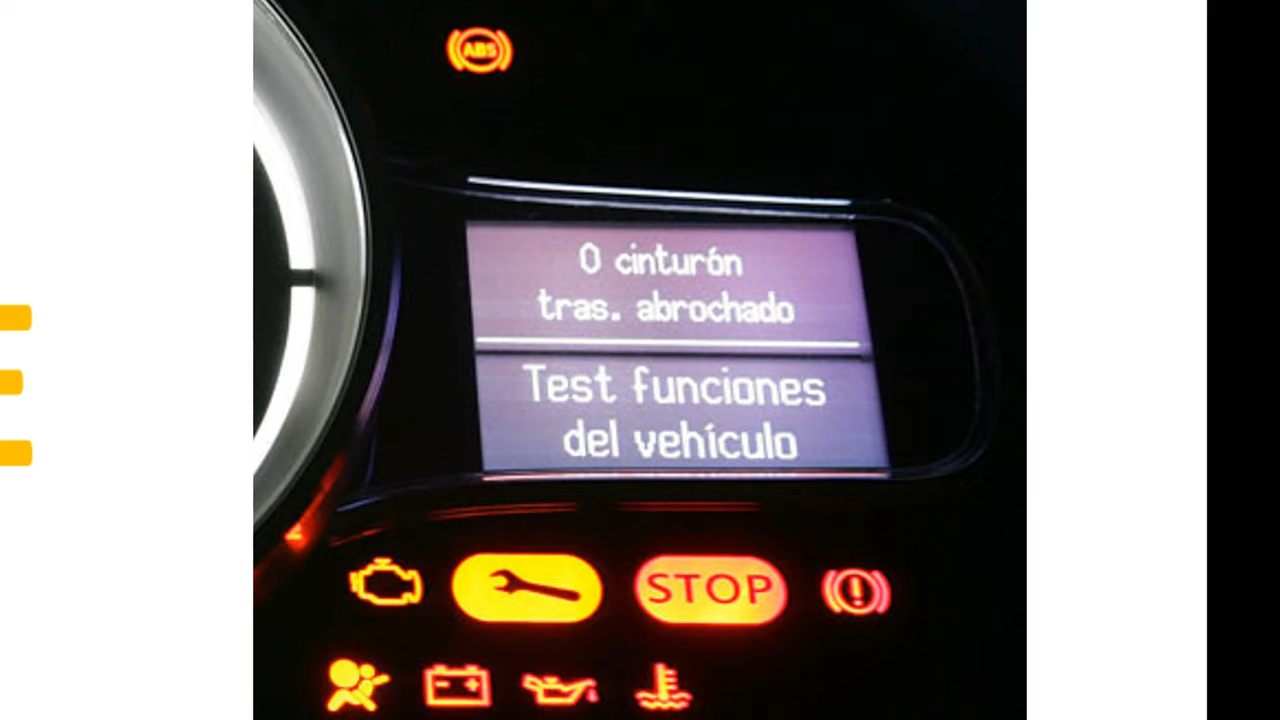 ABS
0 cinturón
tras. abrochado
Test funciones
del vehículo
STOP